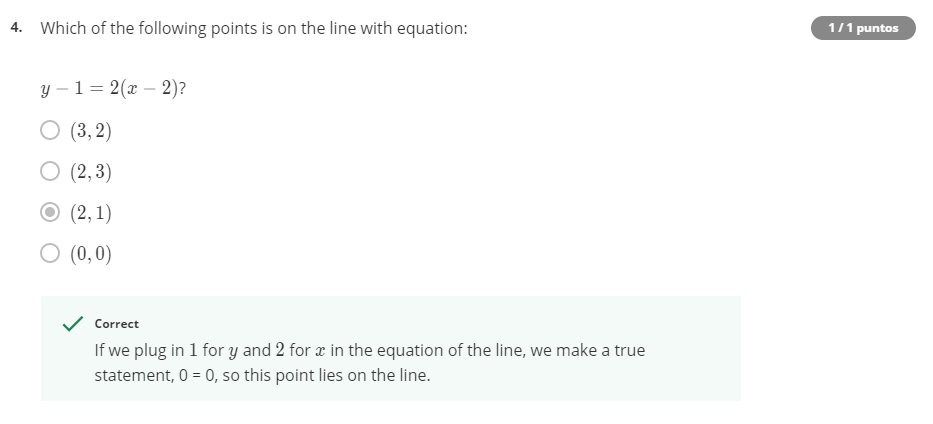 4. Which of the following points is on the line with equation: 1 / 1 puntos
y − 1 = 2(x − 2)?
(3, 2)
(2, 3)
(2, 1)
(0, 0)
Correct
If we plug in 1 for y and 2 for x in the equation of the line, we make a true
statement, 0 = 0, so this point lies on the line.